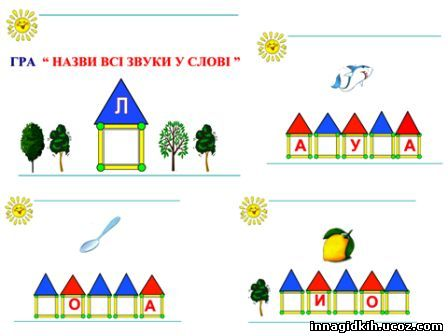 ГРА “ НАЗВИ ВСІ ЗВУКИ У СЛОВІ ”
Л
А У А
О А
И О
innagidkih.ucoz.com